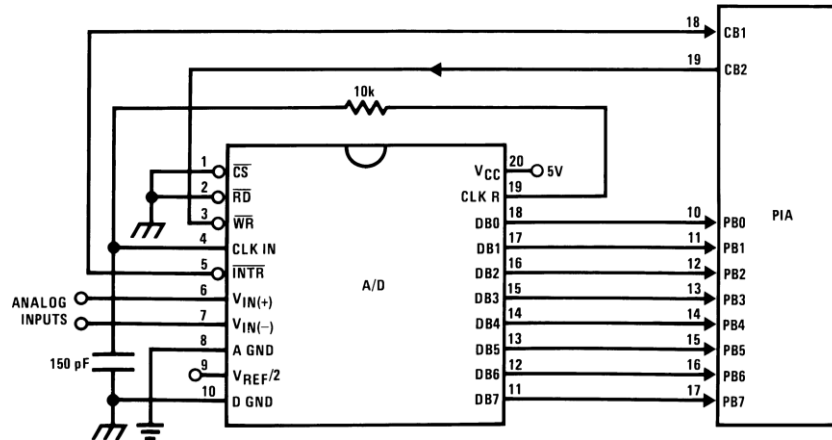 18 CB1
19 CB2
10k
1 CS
2 RD
3 WR
4 CLK IN
5 INTR
6 VIN(+)
7 VIN(−)
8 A GND
9 VREF/2
10 D GND
ANALOG
INPUTS
150 pF
A/D
VCC 20 5V
CLK R 19
DB0 18
DB1 17
DB2 16
DB3 15
DB4 14
DB5 13
DB6 12
DB7 11
10 PB0
11 PB1
12 PB2
13 PB3
14 PB4
15 PB5
16 PB6
17 PB7
PIA